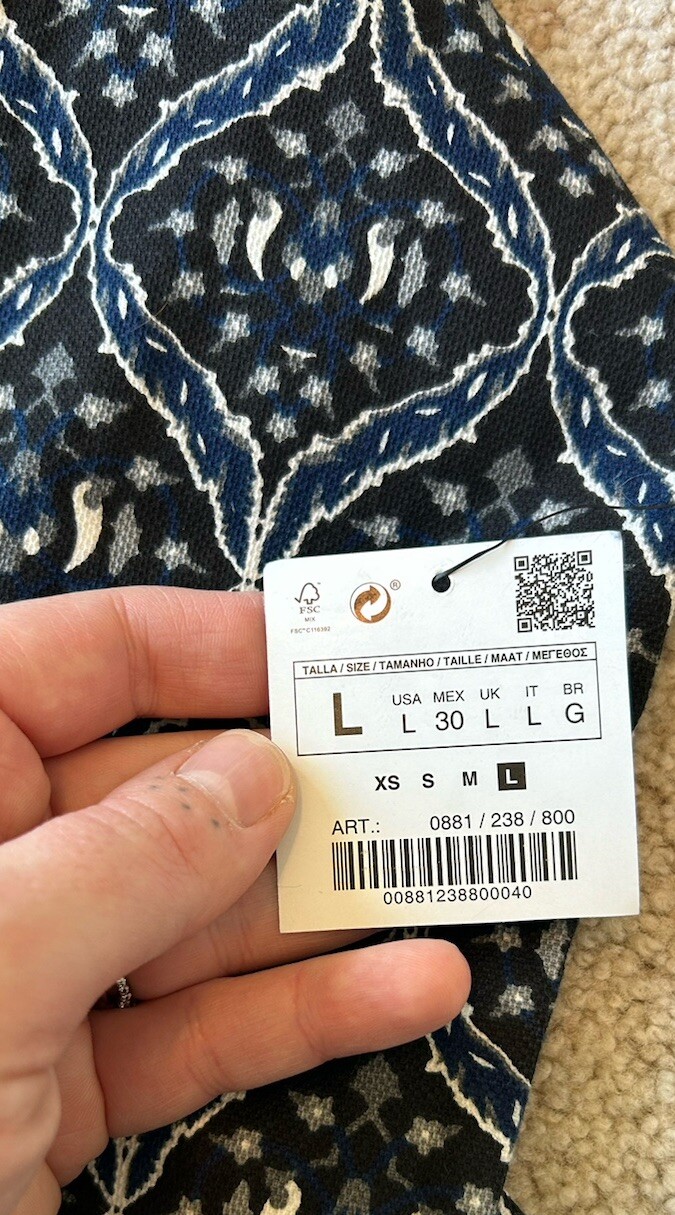 FSC
MIX
FSC™ C116392
®
TALLA / SIZE / TAMANHO / TAILLE / MAAT / ΜΕΓΕΘΟΣ
L
USA MEX UK IT BR
L 30 L L G
XS S M L
ART.: 0881 / 238 / 800
00881238800040